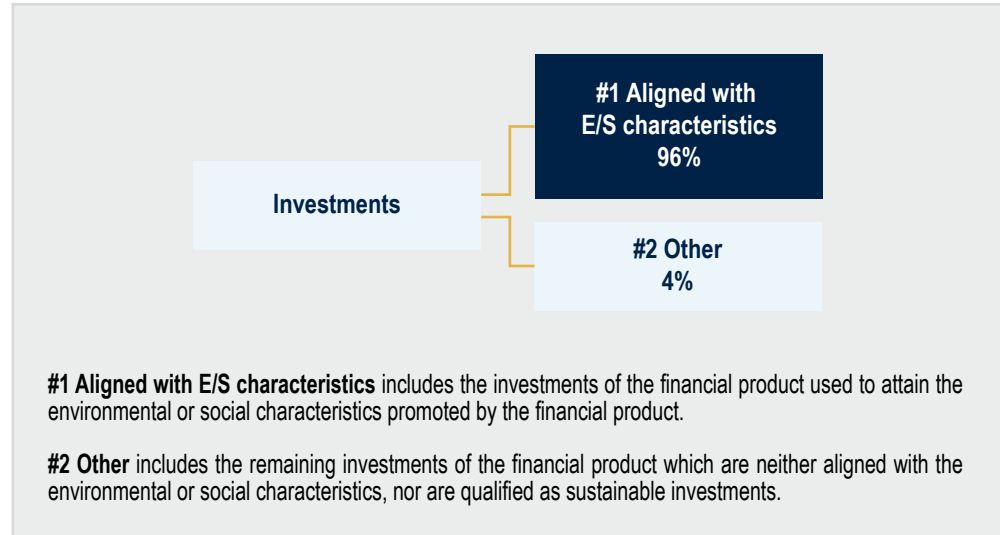 #1 Aligned with
E/S characteristics
96%
Investments
#2 Other
4%
#1 Aligned with E/S characteristics includes the investments of the financial product used to attain the
environmental or social characteristics promoted by the financial product.
#2 Other includes the remaining investments of the financial product which are neither aligned with the
environmental or social characteristics, nor are qualified as sustainable investments.